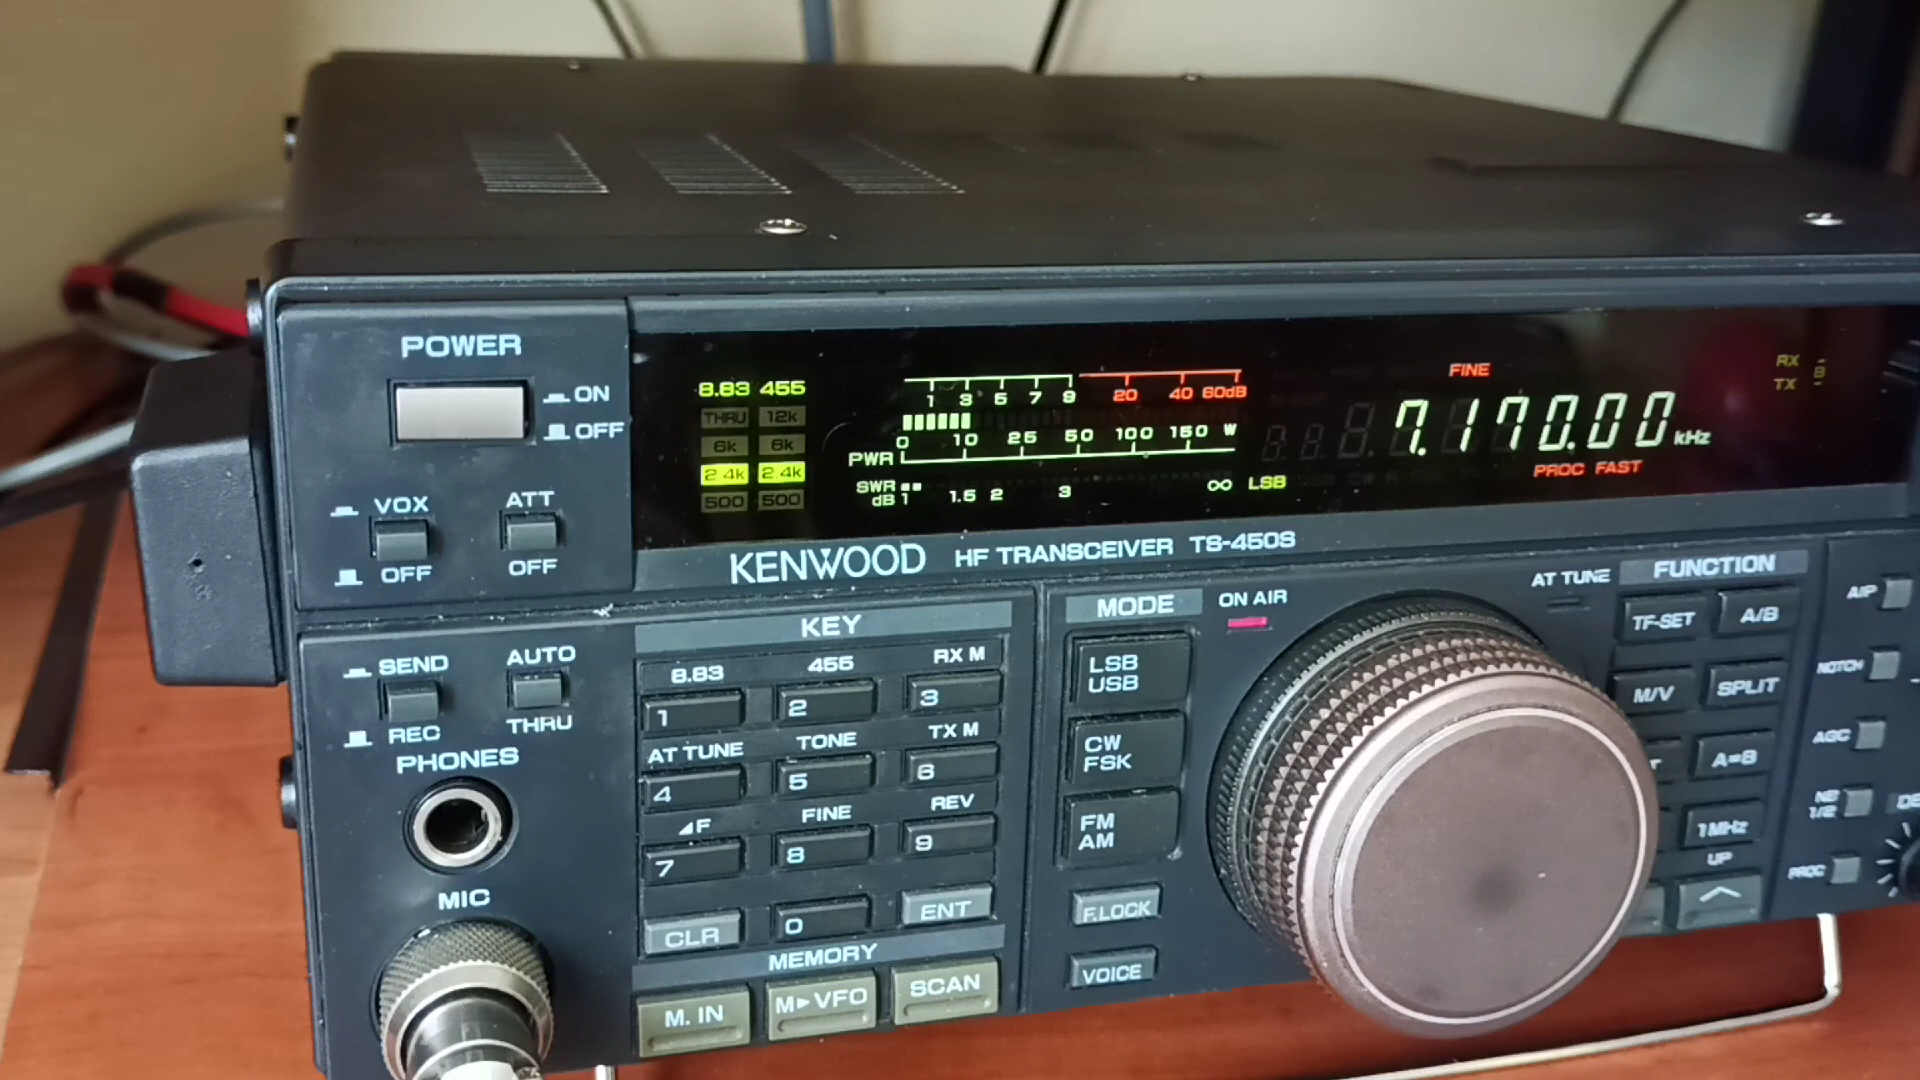 POWER
ON
OFF
VOX
OFF
ATT
OFF
8.83 455
THRU 12k
6k 6k
2.4k 2.4k
500 500
1 3 5 7 9 20 40 60dB
0 10 25 50 100 150 W
PWR
SWR
dB 1 1.5 2 3 ∞
LSB
FINE
7.170.00 kHz
PROC FAST
RX
TX
KENWOOD HF TRANSCEIVER TS-450S
SEND
REC
AUTO
THRU
PHONES
MIC
KEY
8.83 455 RX M
1 2 3
AT TUNE TONE TX M
4 5 6
⊿F FINE REV
7 8 9
CLR 0 ENT
MEMORY
M. IN M▶VFO SCAN
MODE
LSB
USB
CW
FSK
FM
AM
F.LOCK
VOICE
ON AIR
AT TUNE
FUNCTION
TF-SET A/B
M/V SPLIT
A=B
1MHz
UP
AIP
NOTCH
AGC
NB
1/2
PROC